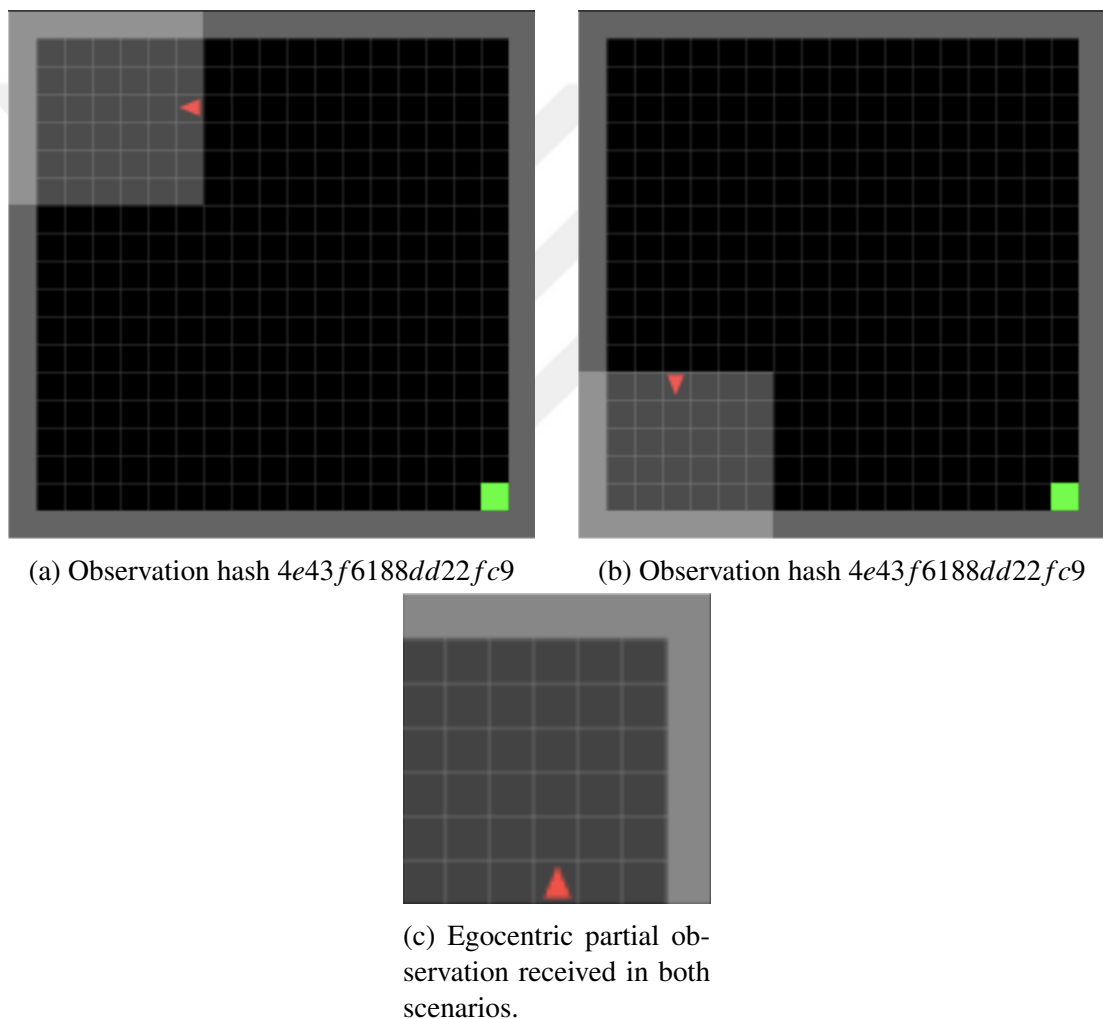 (a) Observation hash 4e43f6188dd22fc9
(b) Observation hash 4e43f6188dd22fc9
(c) Egocentric partial ob-
servation received in both
scenarios.